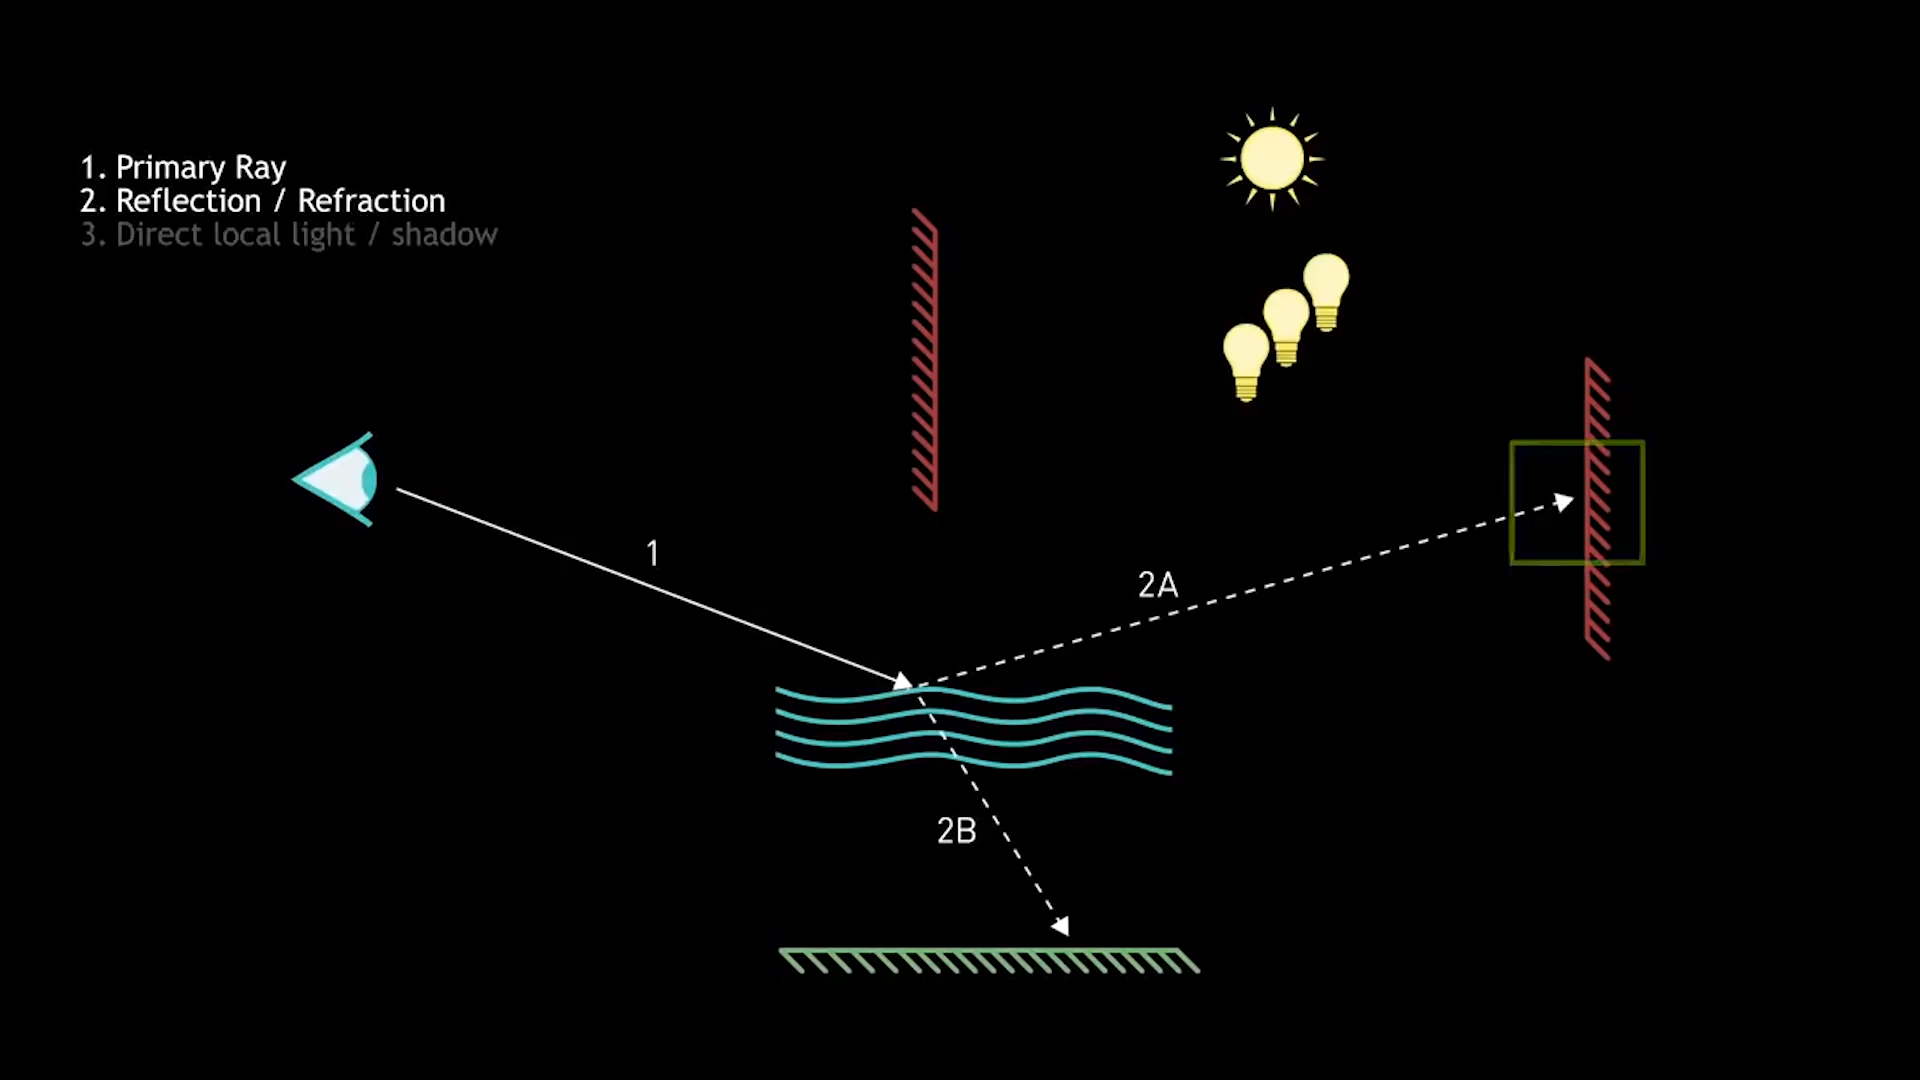 1. Primary Ray
2. Reflection / Refraction
3. Direct local light / shadow
1
2A
2B